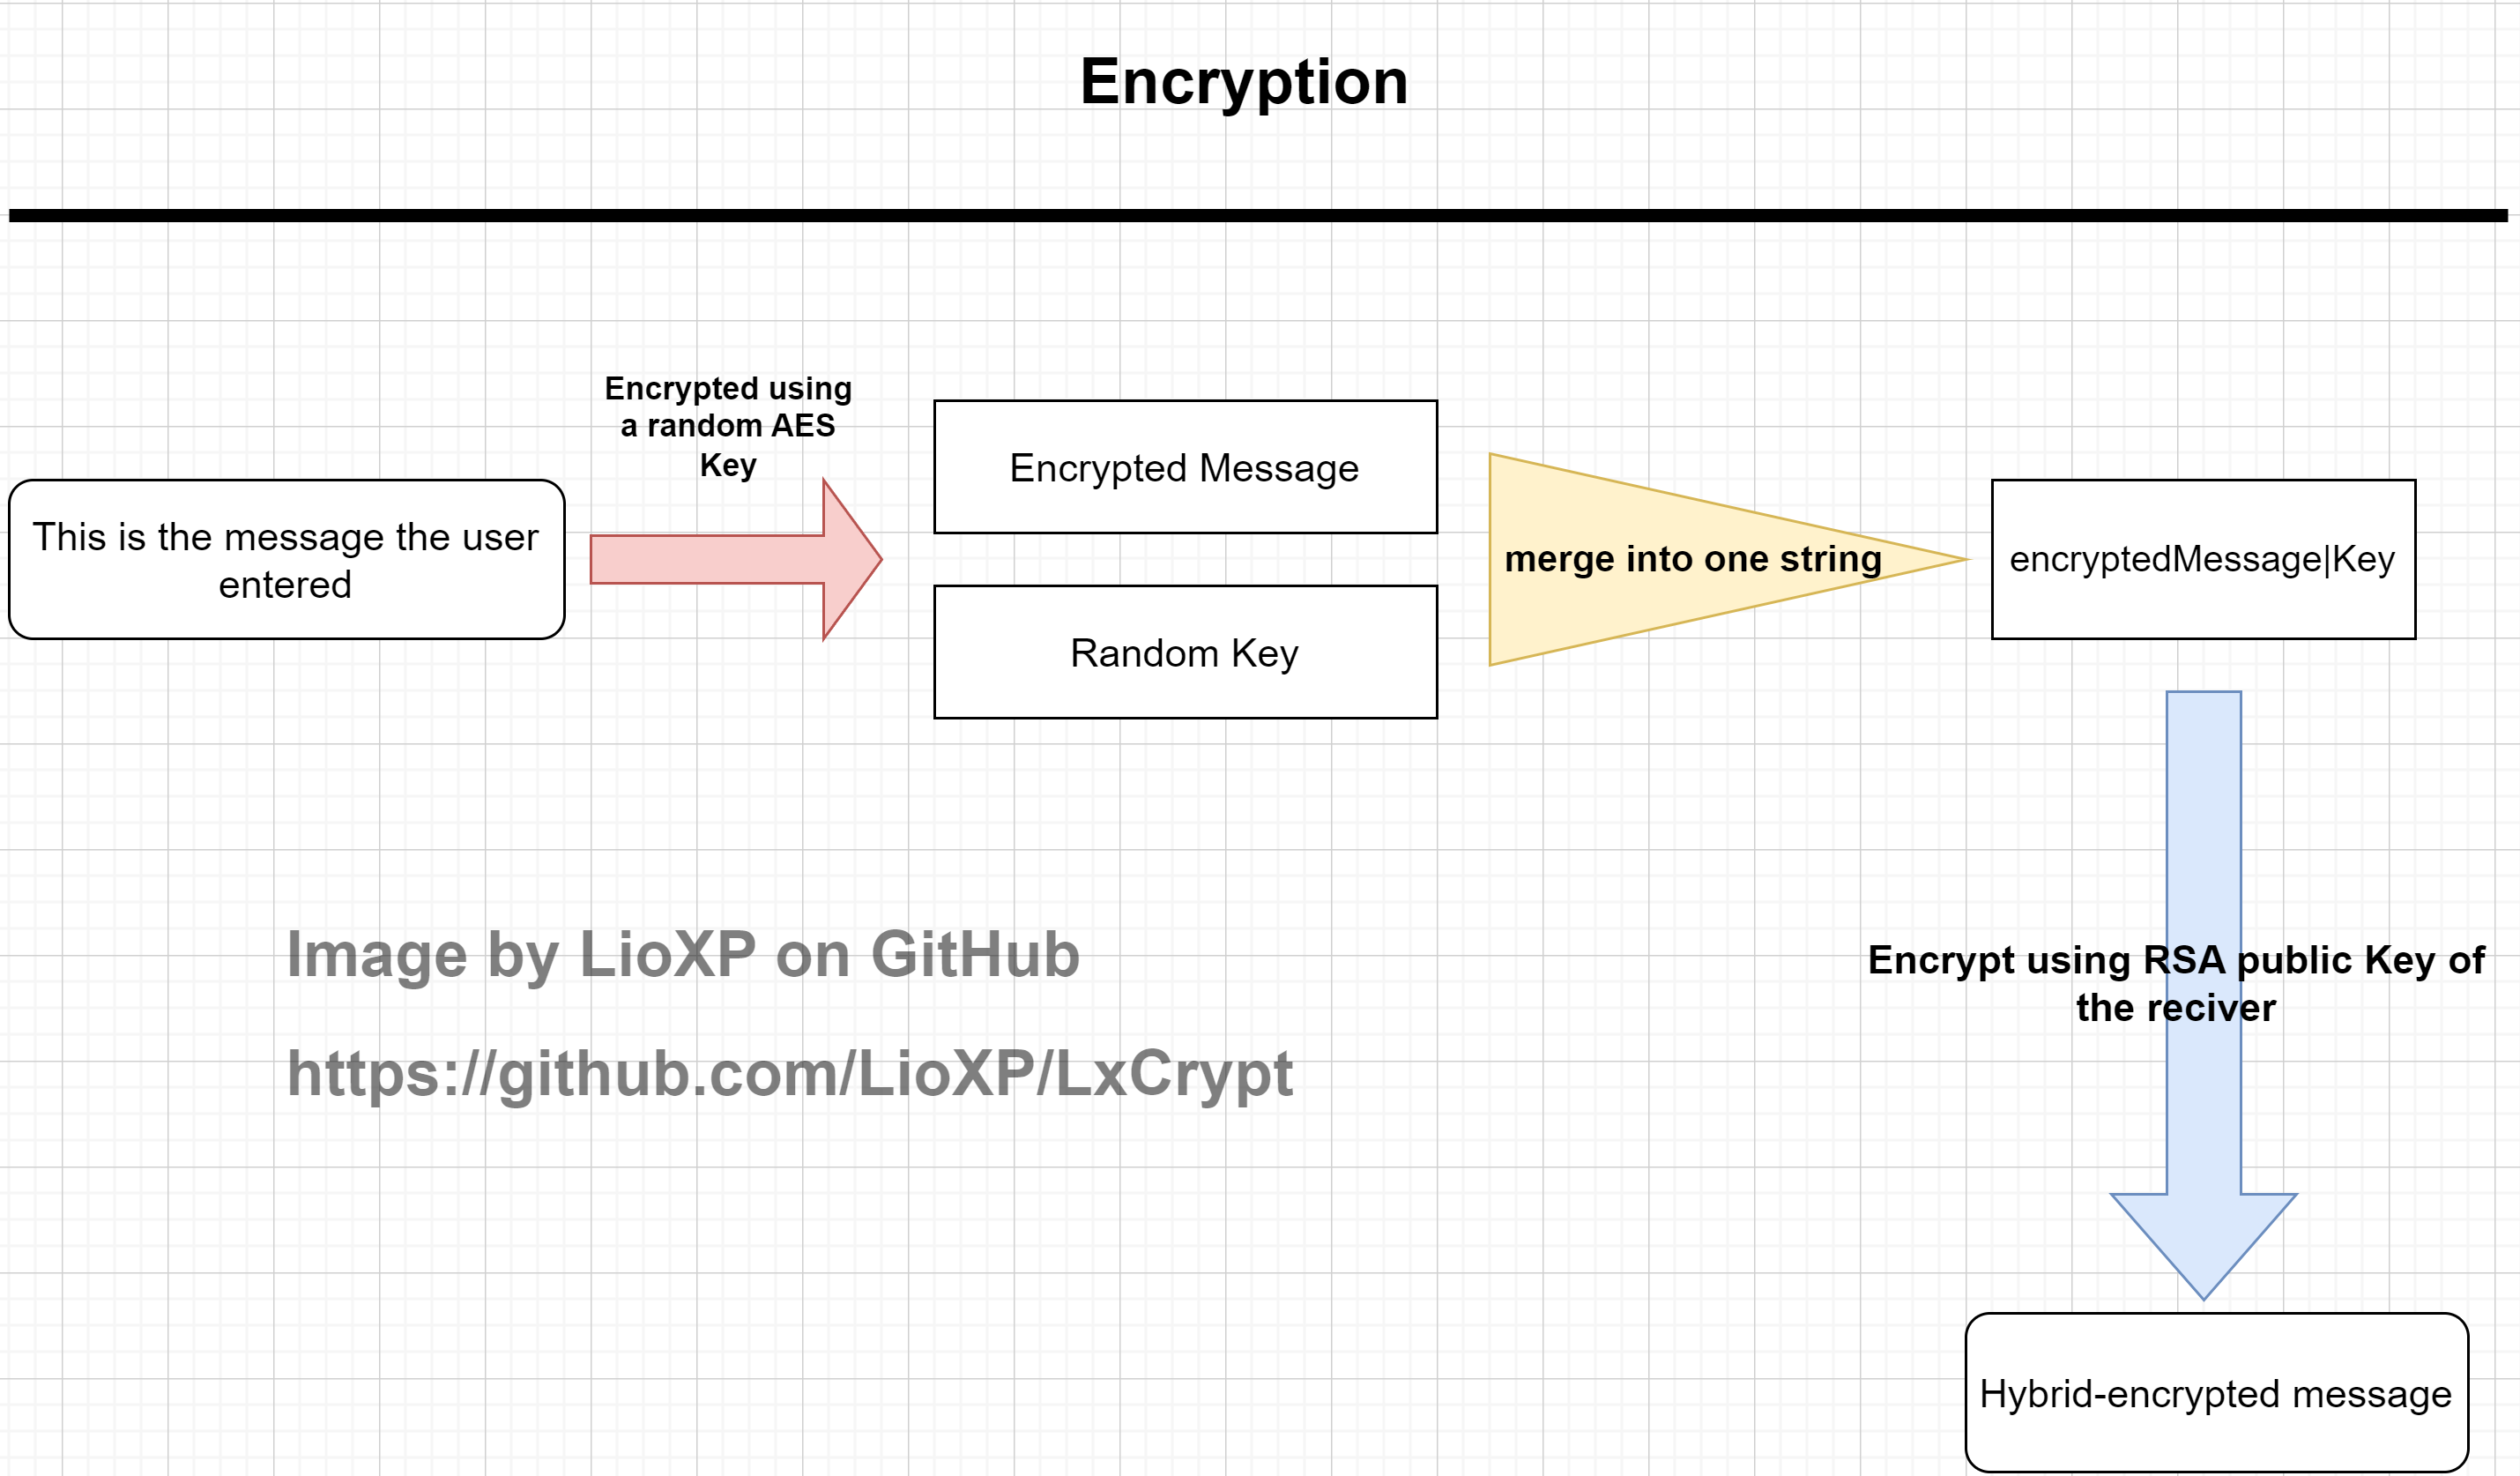 Encryption
Encrypted using
a random AES
Key
This is the message the user
entered
Encrypted Message
Random Key
merge into one string
encryptedMessage|Key
Encrypt using RSA public Key of
the reciver
Image by LioXP on GitHub
https://github.com/LioXP/LxCrypt
Hybrid-encrypted message